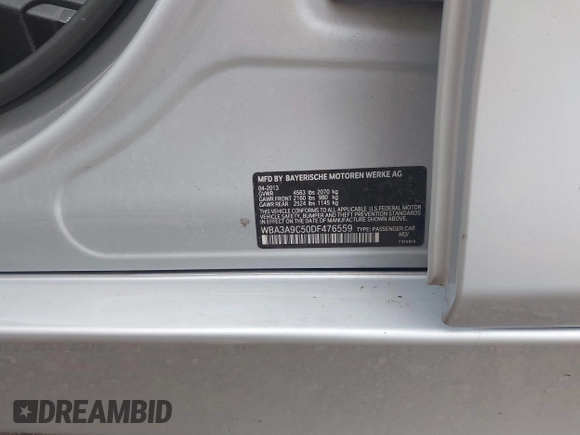 MFD BY BAYERISCHE MOTOREN WERKE AG
04-2013
GVWR 4563 lbs 2070 kg
GAWR FRONT 2160 lbs 980 kg
GAWR REAR 2524 lbs 1145 kg
THIS VEHICLE CONFORMS TO ALL APPLICABLE U.S. FEDERAL MOTOR
VEHICLE SAFETY, BUMPER AND THEFT PREVENTION STANDARDS
IN EFFECT ON THE DATE OF MANUFACTURE SHOWN ABOVE.
WBA3A9C50DF476559 TYPE: PASSENGER CAR
DREAMBID